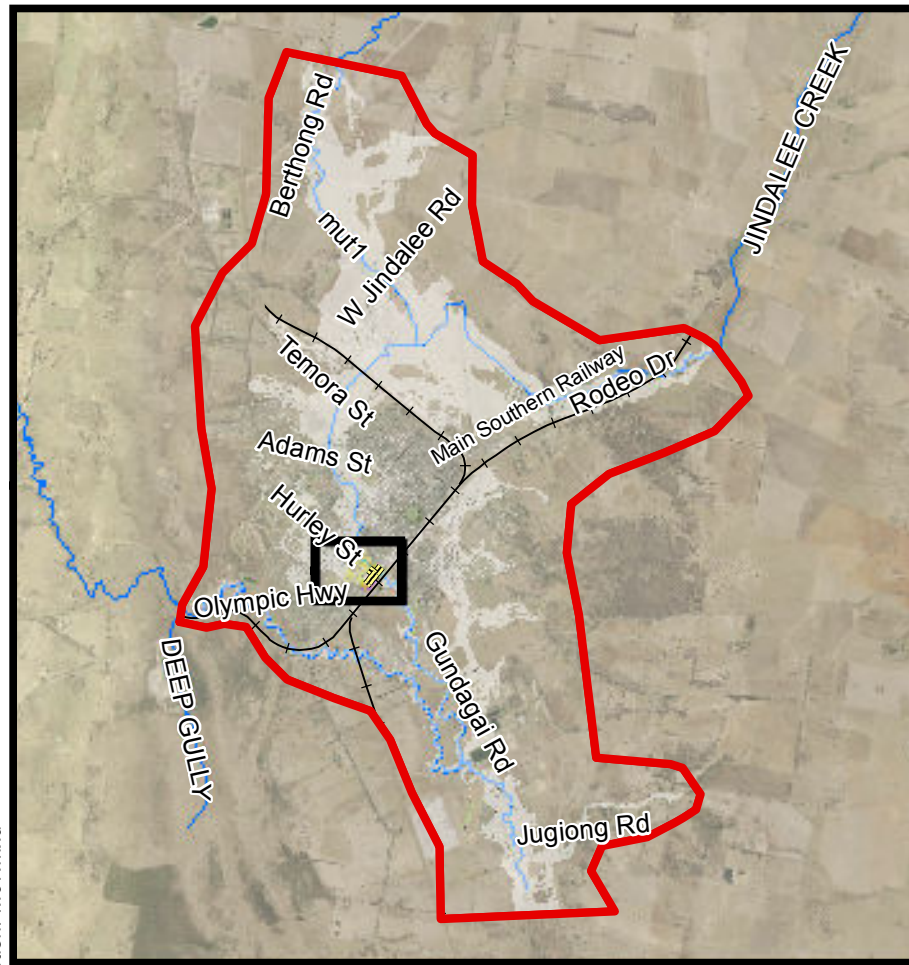 JINDALEE CREEK
Berthong Rd
mut1
W Jindalee Rd
Temora St
Main Southern Railway
Rodeo Dr
Adams St
Hurley St
Olympic Hwy
DEEP GULLY
Gundagai Rd
Jugiong Rd